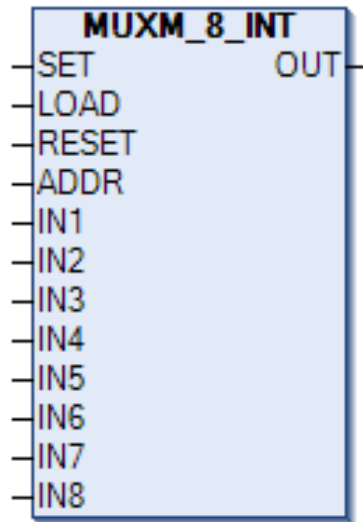 MUXM_8_INT
SET OUT
LOAD
RESET
ADDR
IN1
IN2
IN3
IN4
IN5
IN6
IN7
IN8